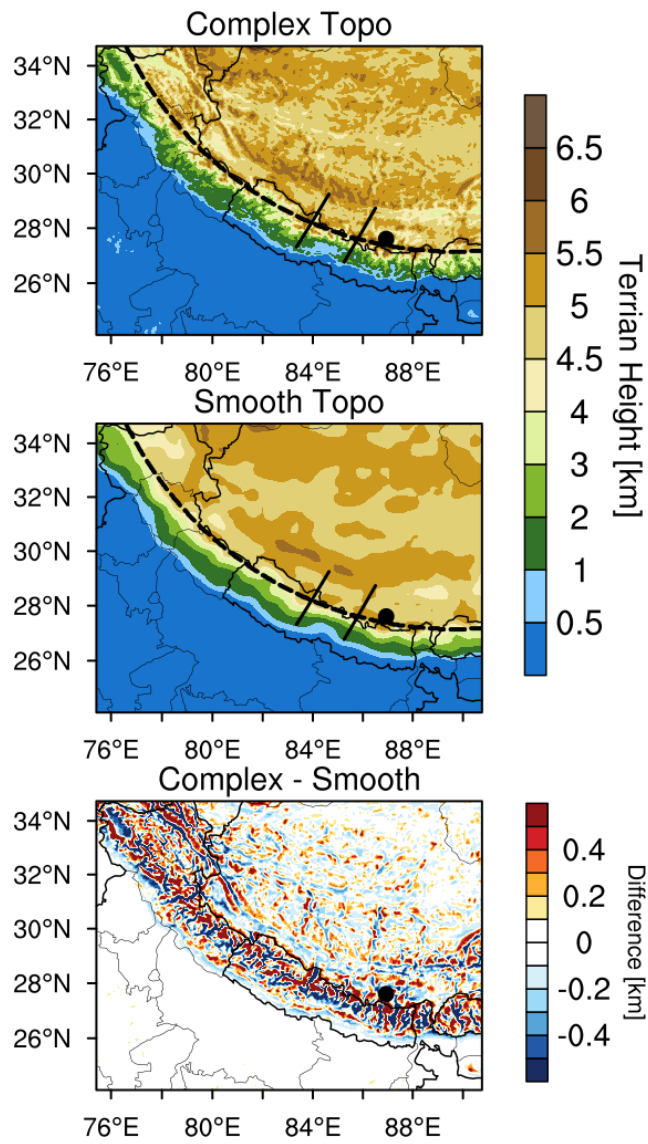 Complex Topo
34°N
32°N
30°N
28°N
26°N
76°E 80°E 84°E 88°E
Smooth Topo
34°N
32°N
30°N
28°N
26°N
76°E 80°E 84°E 88°E
6.5
6
5.5
5
4.5
4
3
2
1
0.5
Terrian Height [km]
Complex - Smooth
34°N
32°N
30°N
28°N
26°N
76°E 80°E 84°E 88°E
0.4
0.2
0
-0.2
-0.4
Difference [km]